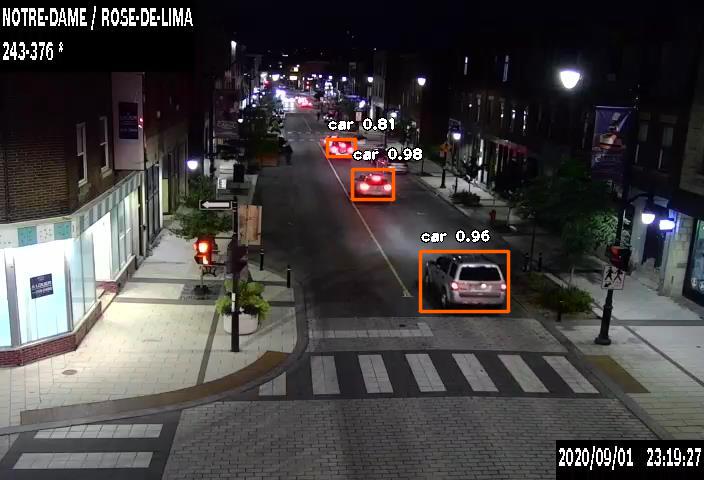 NOTRE-DAME / ROSE-DE-LIMA
243-376 *
car 0.81
car 0.98
car 0.96
A LOUER
2020/09/01 23:19:27